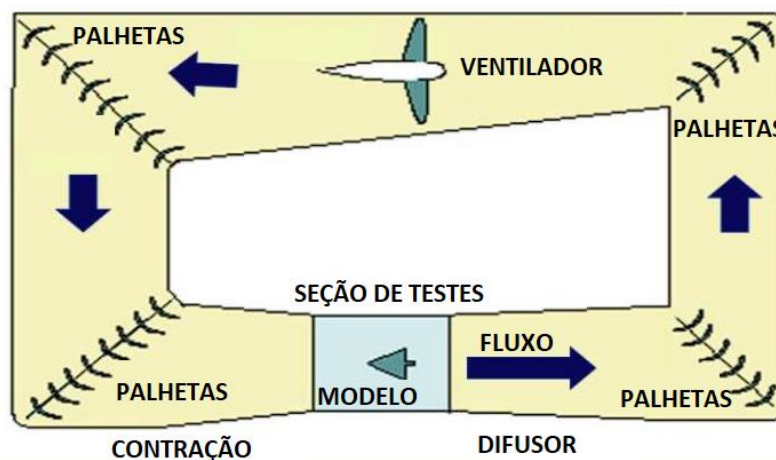 PALHETAS
VENTILADOR
PALHETAS
SEÇÃO DE TESTES
FLUXO
PALHETAS
MODELO
PALHETAS
CONTRAÇÃO
DIFUSOR